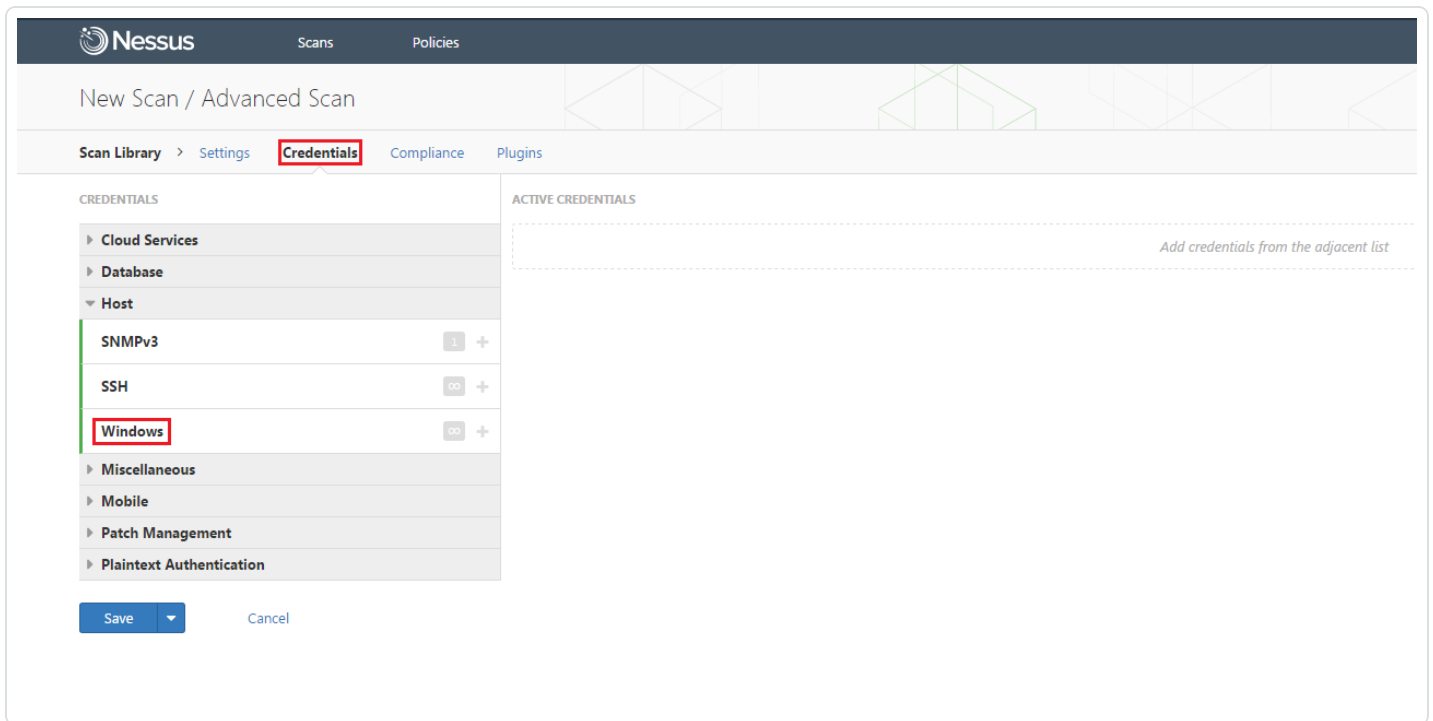 Nessus Scans Policies
New Scan / Advanced Scan
Scan Library > Settings Credentials Compliance Plugins
CREDENTIALS
ACTIVE CREDENTIALS
Cloud Services
Add credentials from the adjacent list
Database
Host
SNMPv3 1 +
SSH ∞ +
Windows ∞ +
Miscellaneous
Mobile
Patch Management
Plaintext Authentication
Save Cancel